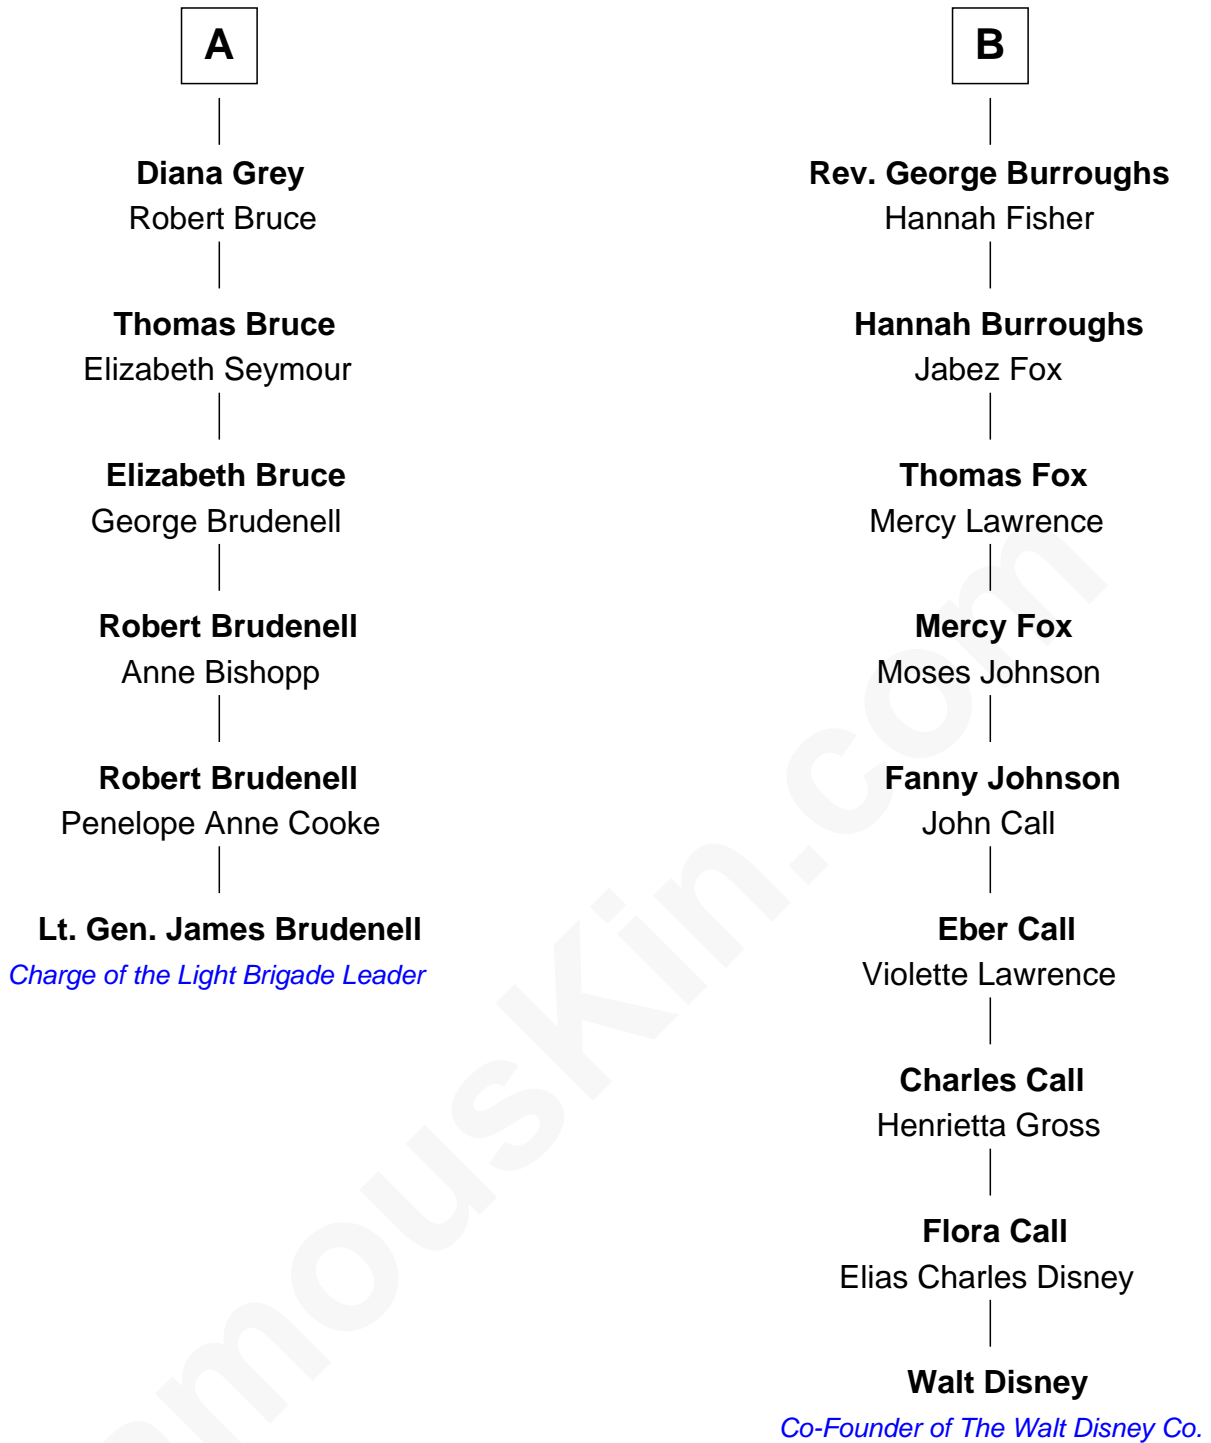 A
Diana Grey
Robert Bruce
Thomas Bruce
Elizabeth Seymour
Elizabeth Bruce
George Brudenell
Robert Brudenell
Anne Bishopp
Robert Brudenell
Penelope Anne Cooke
Lt. Gen. James Brudenell
Charge of the Light Brigade Leader
B
Rev. George Burroughs
Hannah Fisher
Hannah Burroughs
Jabez Fox
Thomas Fox
Mercy Lawrence
Mercy Fox
Moses Johnson
Fanny Johnson
John Call
Eber Call
Violette Lawrence
Charles Call
Henrietta Gross
Flora Call
Elias Charles Disney
Walt Disney
Co-Founder of The Walt Disney Co.
amouskin.com